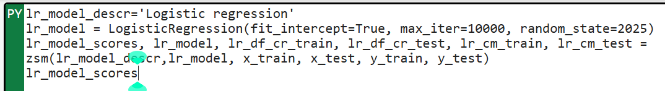 PY lr_model_descr='Logistic regression'
lr_model = LogisticRegression(fit_intercept=True, max_iter=10000, random_state=2025)
lr_model_scores, lr_model, lr_df_cr_train, lr_df_cr_test, lr_cm_train, lr_cm_test =
zsm(lr_model_descr,lr_model, x_train, x_test, y_train, y_test)
lr_model_scores